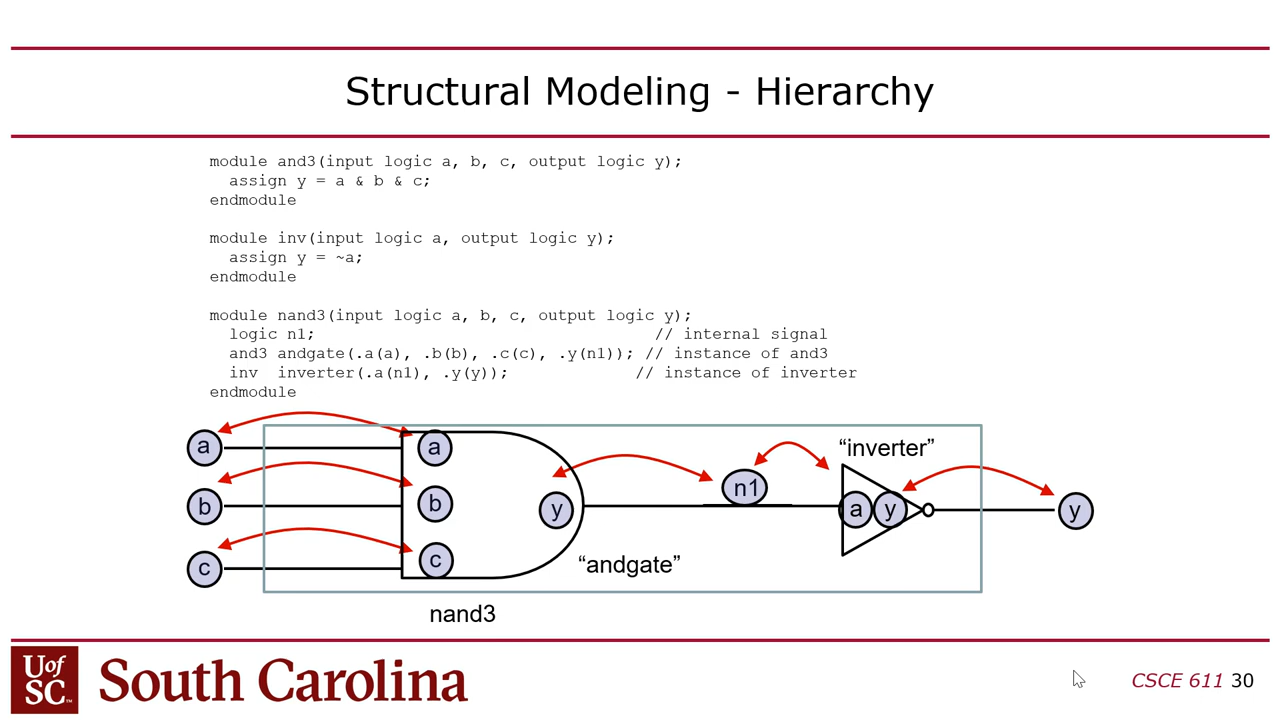 Structural Modeling - Hierarchy
module and3(input logic a, b, c, output logic y);
  assign y = a & b & c;
endmodule
module inv(input logic a, output logic y);
  assign y = ~a;
endmodule
module nand3(input logic a, b, c, output logic y);
  logic n1;                                   // internal signal
  and3 andgate(.a(a), .b(b), .c(c), .y(n1)); // instance of and3
  inv  inverter(.a(n1), .y(y));             // instance of inverter
endmodule
a
a
“inverter”
b
b
y
n1
a
y
y
c
c
“andgate”
nand3
U of SC™
South Carolina
CSCE 611 30